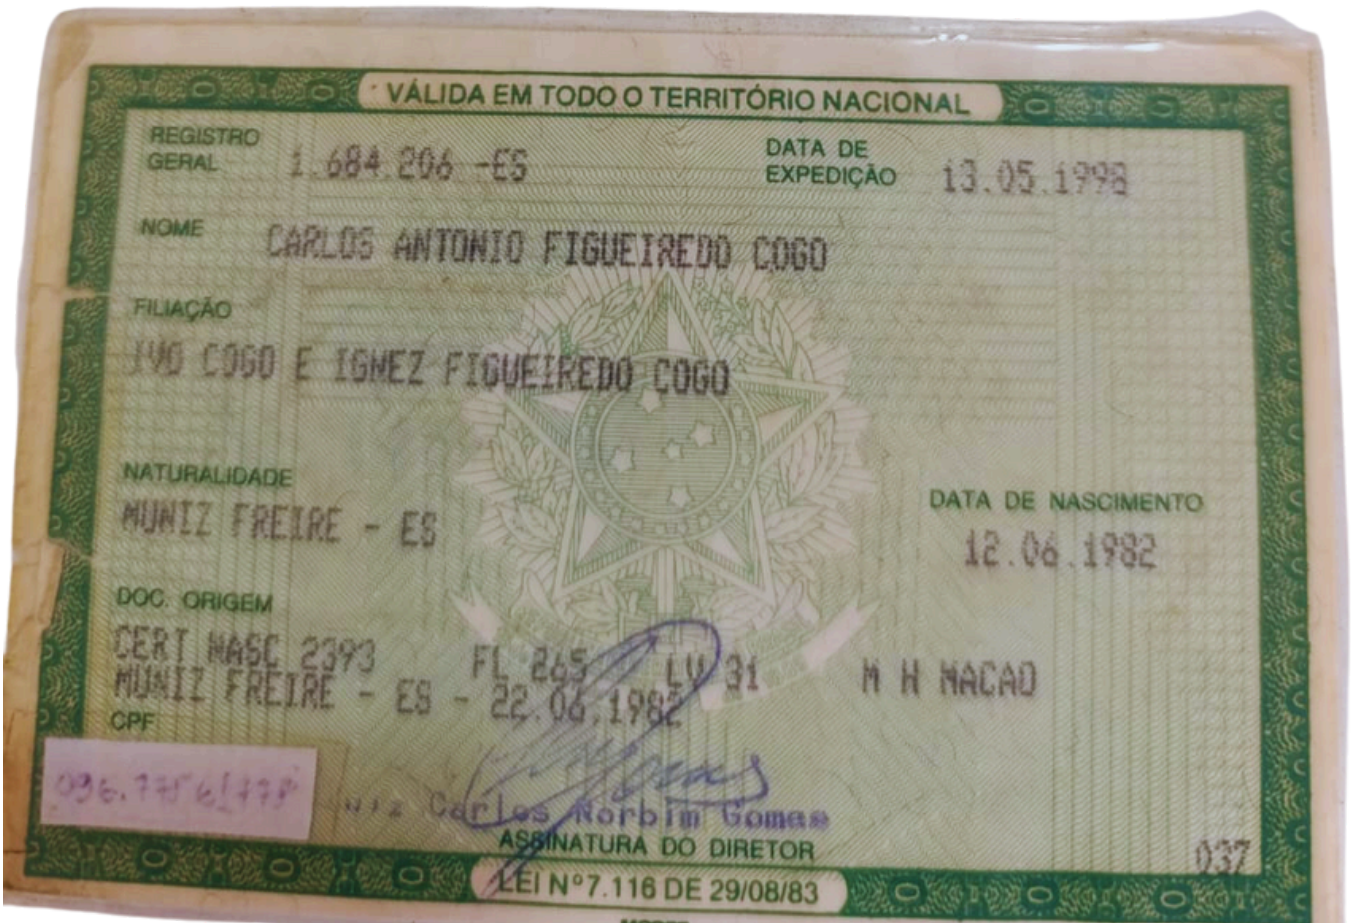 VÁLIDA EM TODO O TERRITÓRIO NACIONAL
REGISTRO GERAL 1.684.206 -ES
DATA DE EXPEDIÇÃO 13.05.1998
NOME CARLOS ANTONIO FIGUEIREDO COGO
FILIAÇÃO
IVO COGO E IGNEZ FIGUEIREDO COGO
NATURALIDADE
MUNIZ FREIRE - ES
DATA DE NASCIMENTO
12.06.1982
DOC. ORIGEM
CERT NASC 2393 FL 265 LV 31 M H MACAO
MUNIZ FREIRE - ES - 22.06.1982
CPF
Carlos Norbim Gomes
ASSINATURA DO DIRETOR
037
LEI Nº 7.116 DE 29/08/83